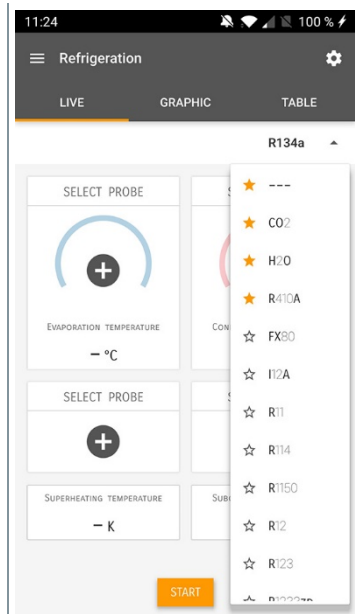 11:24 100 %
Refrigeration
LIVE GRAPHIC TABLE
R134a
SELECT PROBE
EVAPORATION TEMPERATURE
– °C
SELECT PROBE
SUPERHEATING TEMPERATURE
– K
---
CO2
H2O
R410A
FX80
I12A
R11
R114
R1150
R12
R123
START